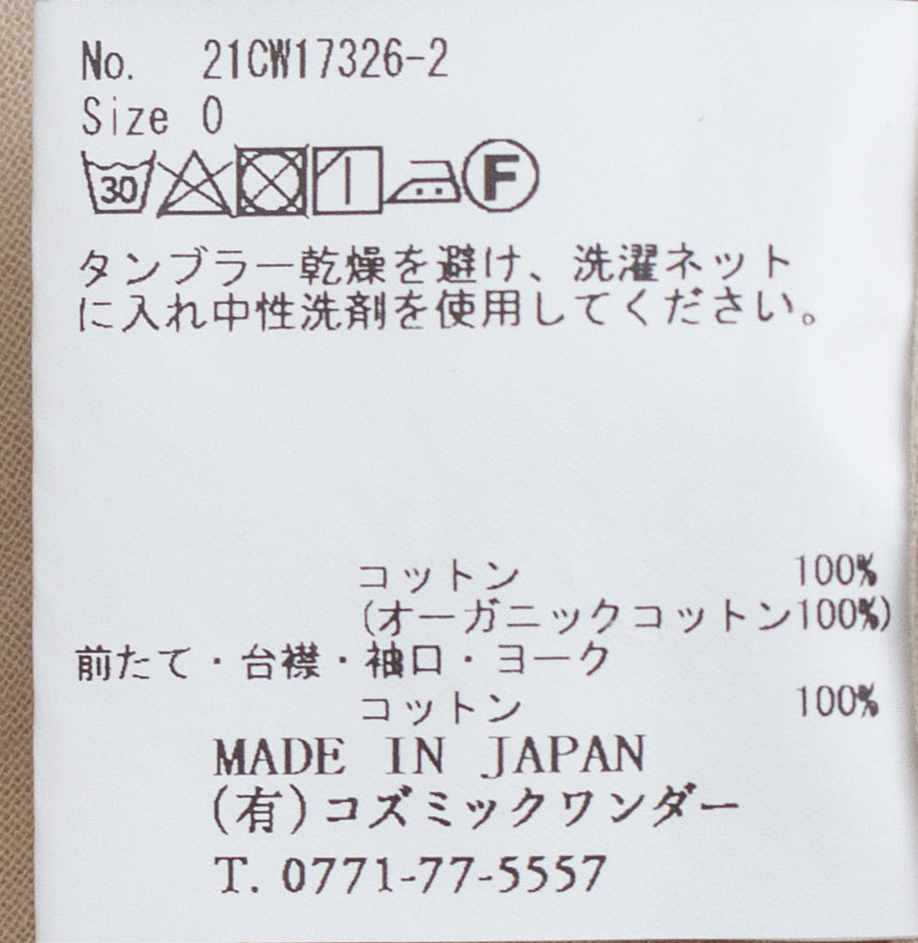 No. 21CW17326-2
Size 0
30 F
タンブラー乾燥を避け、洗濯ネット
に入れ中性洗剤を使用してください。
コットン 100%
(オーガニックコットン100%)
前たて・台襟・袖口・ヨーク
コットン 100%
MADE IN JAPAN
(有)コズミックワンダー
T. 0771-77-5557